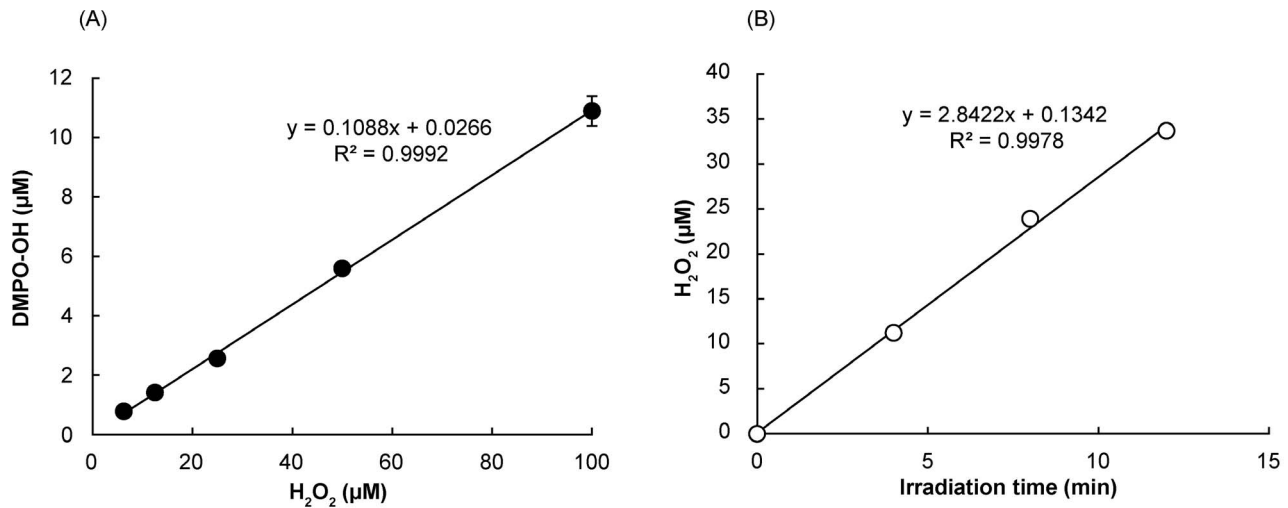 (A)
DMPO-OH (µM)
12
10
8
6
4
2
0
y = 0.1088x + 0.0266
R² = 0.9992
0 20 40 60 80 100
H₂O₂ (µM)
(B)
H₂O₂ (µM)
40
35
30
25
20
15
10
5
0
y = 2.8422x + 0.1342
R² = 0.9978
0 5 10 15
Irradiation time (min)